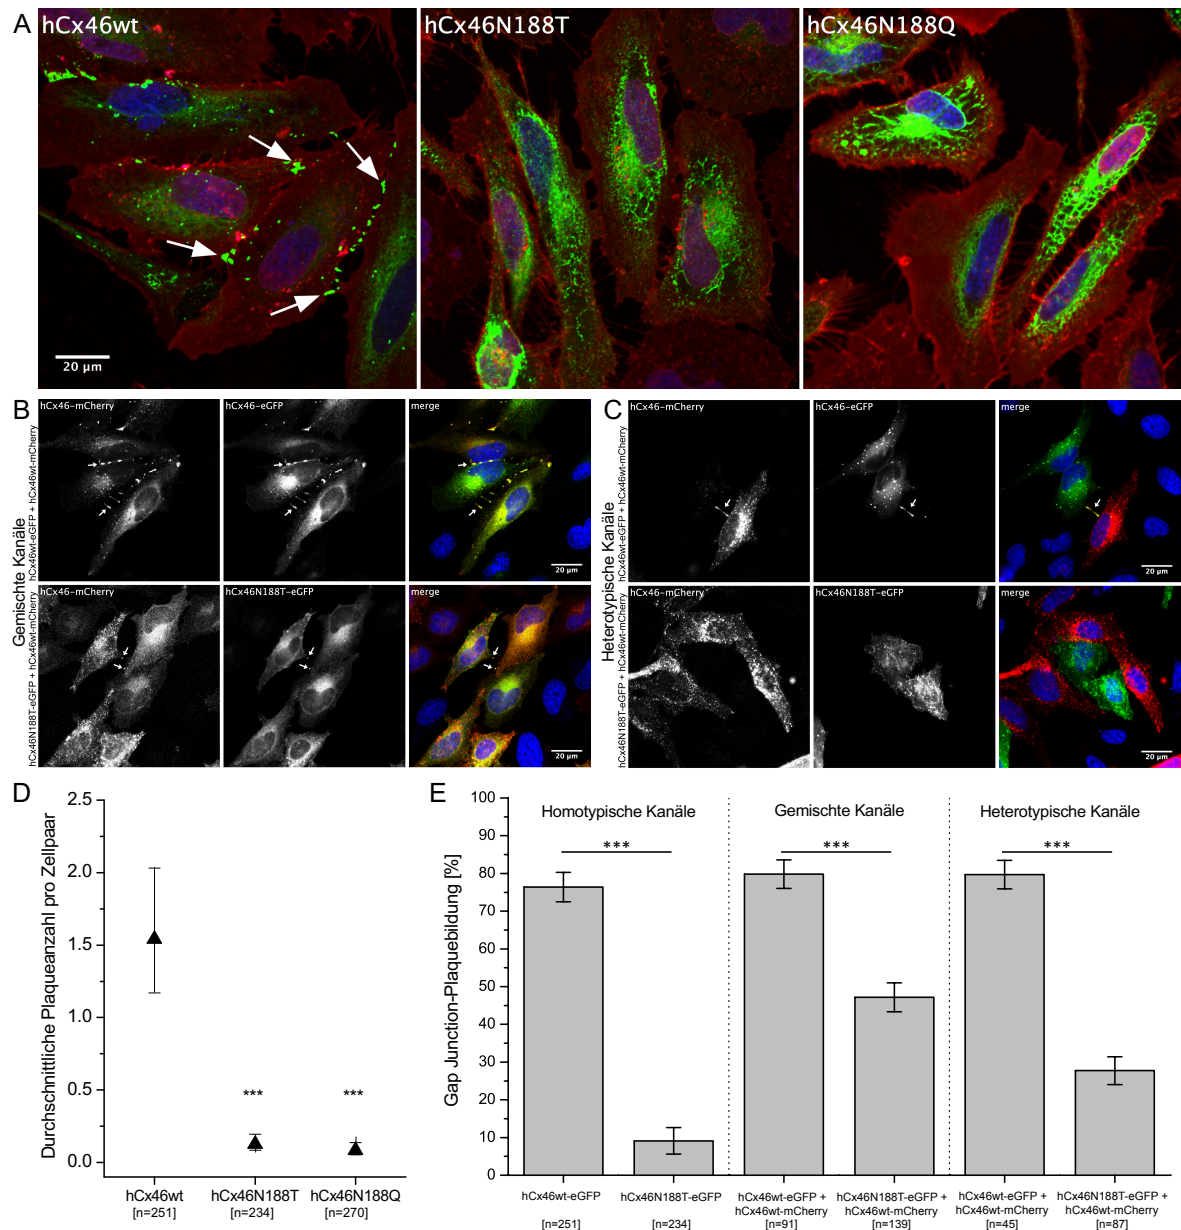 A
hCx46wt
hCx46N188T
hCx46N188Q
20 µm
B
Gemischte Kanäle
hCx46wt-eGFP + hCx46wt-mCherry
hCx46-mCherry
hCx46-eGFP
merge
20 µm
hCx46N188T-eGFP + hCx46wt-mCherry
hCx46-mCherry
hCx46N188T-eGFP
merge
20 µm
C
Heterotypische Kanäle
hCx46wt-eGFP + hCx46wt-mCherry
hCx46-mCherry
hCx46-eGFP
merge
20 µm
hCx46N188T-eGFP + hCx46wt-mCherry
hCx46-mCherry
hCx46N188T-eGFP
merge
20 µm
D
Durchschnittliche Plaqueanzahl pro Zellpaar
2.5
2.0
1.5
1.0
0.5
0.0
*** ***
hCx46wt hCx46N188T hCx46N188Q
[n=251] [n=234] [n=270]
E
Gap Junction-Plaquebildung [%]
100
90
80
70
60
50
40
30
20
10
0
Homotypische Kanäle Gemischte Kanäle Heterotypische Kanäle
*** *** ***
hCx46wt-eGFP
[n=251]
hCx46N188T-eGFP
[n=234]
hCx46wt-eGFP +
hCx46wt-mCherry
[n=91]
hCx46N188T-eGFP +
hCx46wt-mCherry
[n=139]
hCx46wt-eGFP +
hCx46wt-mCherry
[n=45]
hCx46N188T-eGFP +
hCx46wt-mCherry
[n=87]